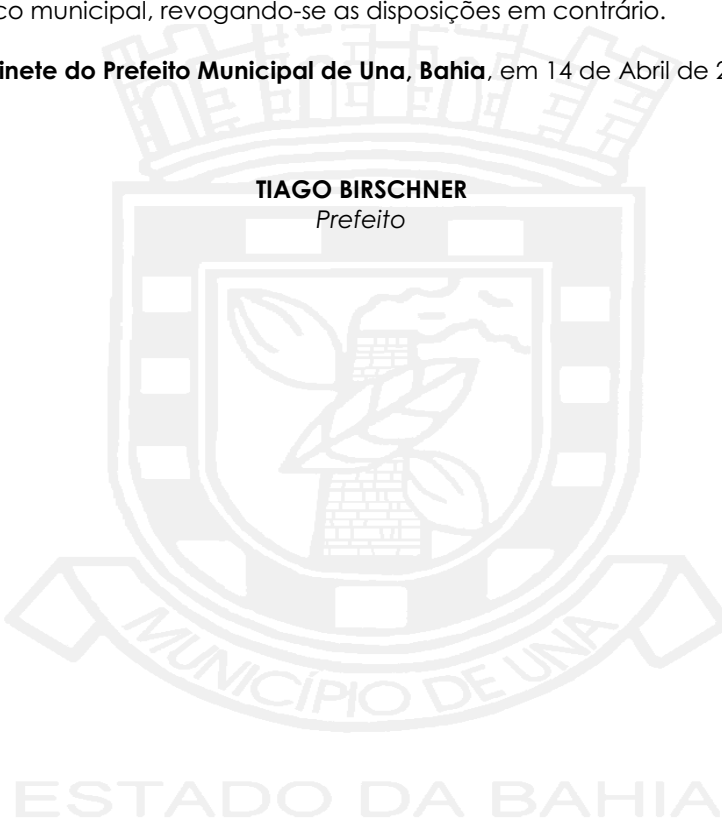 co municipal, revogando-se as disposições em contrário.
inete do Prefeito Municipal de Una, Bahia, em 14 de Abril de 2
TIAGO BIRSCHNER
Prefeito
MUNICÍPIO DE UNA
ESTADO DA BAHIA